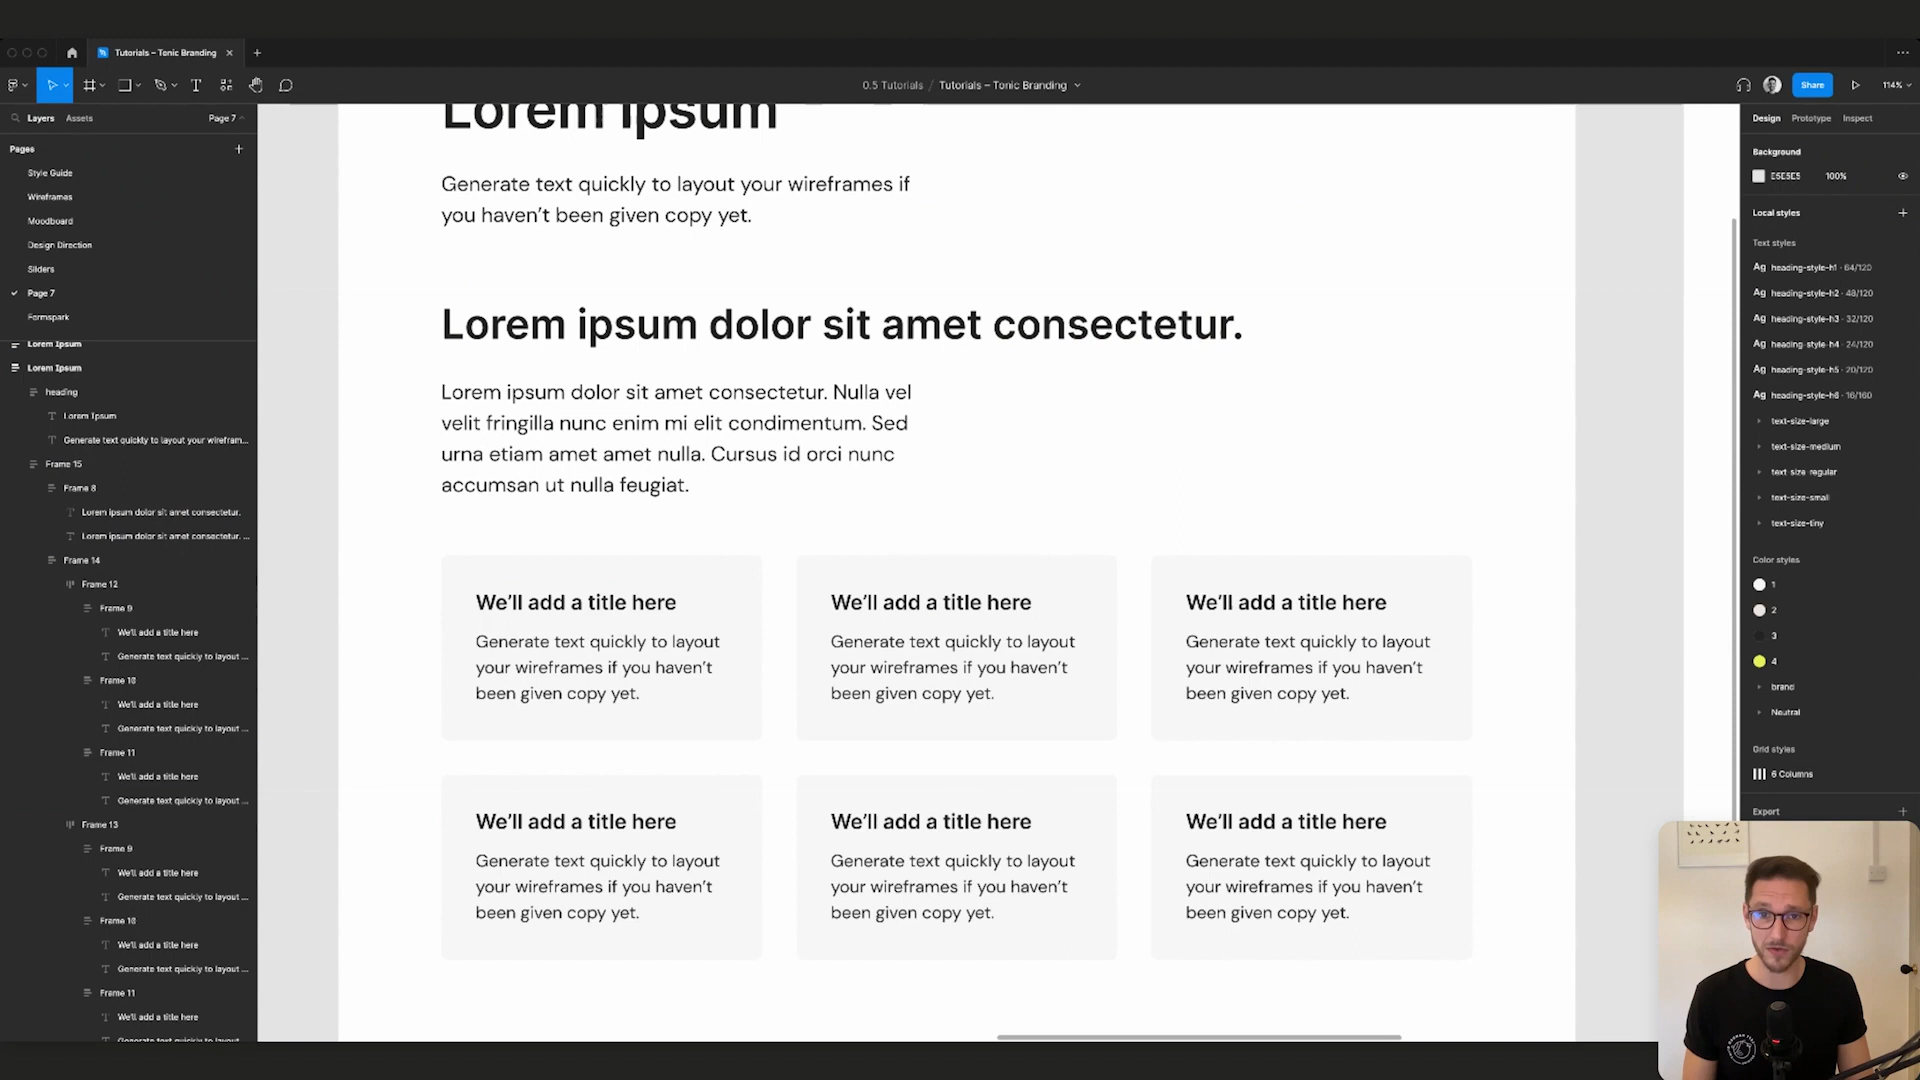 Tutorials – Tonic Branding
0.5 Tutorials / Tutorials – Tonic Branding
Share
114%
Layers
Assets
Page 7
Pages
Style Guide
Wireframes
Moodboard
Design Direction
Sliders
Page 7
Formspark
Lorem Ipsum
Lorem Ipsum
heading
Lorem Ipsum
Generate text quickly to layout your wirefram...
Frame 15
Frame 8
Lorem ipsum dolor sit amet consectetur.
Lorem ipsum dolor sit amet consectetur. ...
Frame 14
Frame 12
Frame 9
We'll add a title here
Generate text quickly to layout ...
Frame 10
We'll add a title here
Generate text quickly to layout ...
Frame 11
We'll add a title here
Generate text quickly to layout ...
Frame 13
Frame 9
We'll add a title here
Generate text quickly to layout ...
Frame 10
We'll add a title here
Generate text quickly to layout ...
Frame 11
We'll add a title here
Generate text quickly to layout
Lorem Ipsum
Generate text quickly to layout your wireframes if
you haven't been given copy yet.
Lorem ipsum dolor sit amet consectetur.
Lorem ipsum dolor sit amet consectetur. Nulla vel
velit fringilla nunc enim mi elit condimentum. Sed
urna etiam amet amet nulla. Cursus id orci nunc
accumsan ut nulla feugiat.
We'll add a title here
Generate text quickly to layout
your wireframes if you haven't
been given copy yet.
We'll add a title here
Generate text quickly to layout
your wireframes if you haven't
been given copy yet.
We'll add a title here
Generate text quickly to layout
your wireframes if you haven't
been given copy yet.
We'll add a title here
Generate text quickly to layout
your wireframes if you haven't
been given copy yet.
We'll add a title here
Generate text quickly to layout
your wireframes if you haven't
been given copy yet.
We'll add a title here
Generate text quickly to layout
your wireframes if you haven't
been given copy yet.
Design
Prototype
Inspect
Background
E5E5E5
100%
Local styles
Text styles
Ag heading-style-h1 · 64/120
Ag heading-style-h2 · 48/120
Ag heading-style-h3 · 32/120
Ag heading-style-h4 · 24/120
Ag heading-style-h5 · 20/120
Ag heading-style-h6 · 16/160
text-size-large
text-size-medium
text-size-regular
text-size-small
text-size-tiny
Color styles
1
2
3
4
brand
Neutral
Grid styles
6 Columns
Export